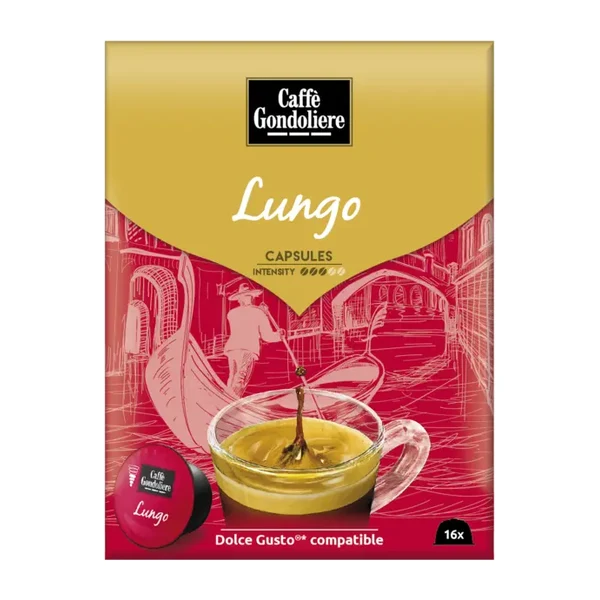 Caffè
Gondoliere
Lungo
CAPSULES
INTENSITY
Caffè
Gondoliere
Lungo
Dolce Gusto®* compatible
16x